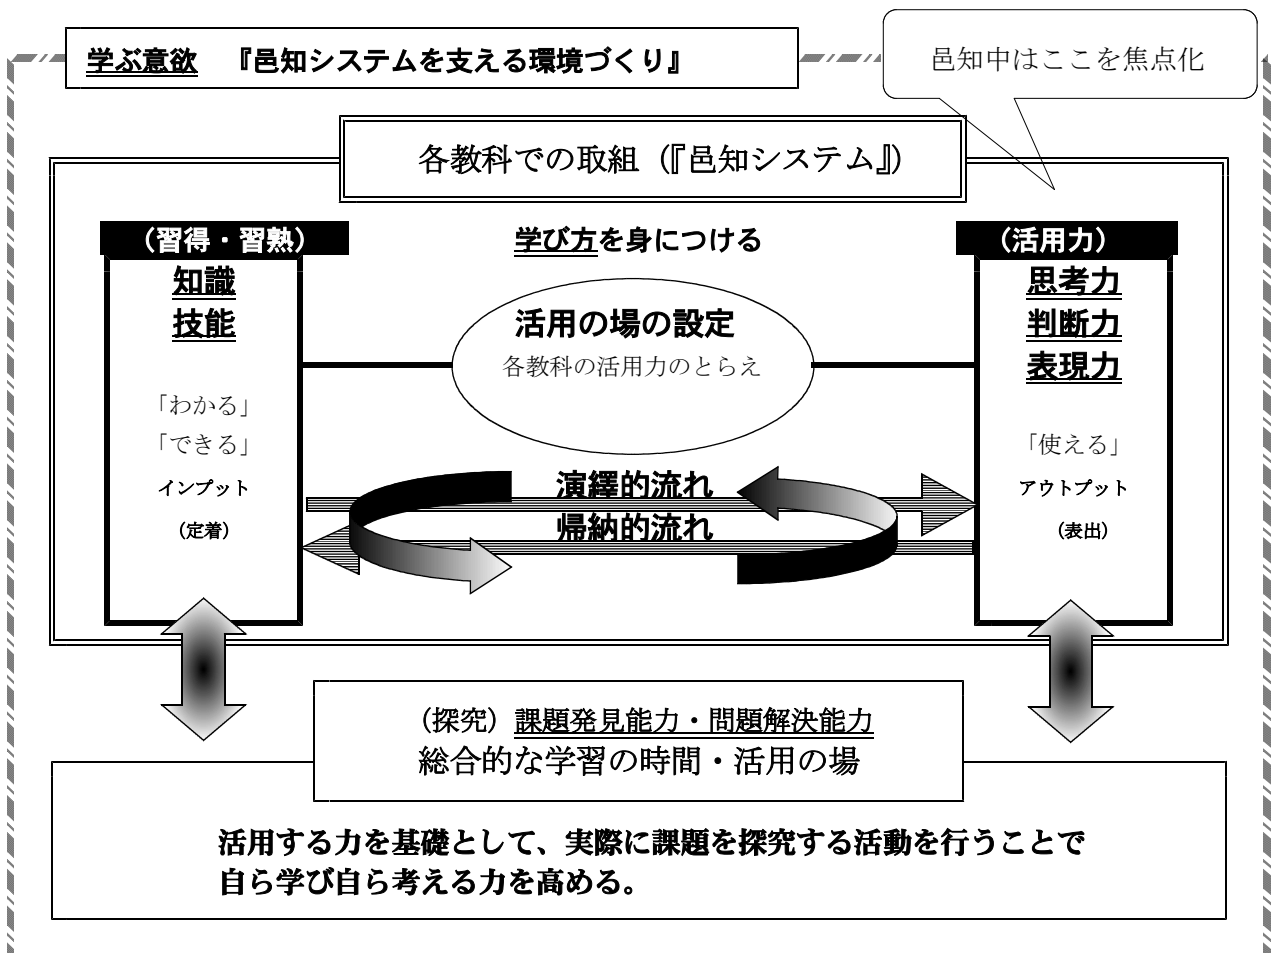 学ぶ意欲　『邑知システムを支える環境づくり』
邑知中はここを焦点化
各教科での取組（『邑知システム』）
（習得・習熟）
知識
技能
「わかる」
「できる」
インプット
（定着）
学び方を身につける
活用の場の設定
各教科の活用力のとらえ
演繹的流れ
帰納的流れ
（活用力）
思考力
判断力
表現力
「使える」
アウトプット
（表出）
（探究）課題発見能力・問題解決能力
総合的な学習の時間・活用の場
活用する力を基礎として、実際に課題を探究する活動を行うことで
自ら学び自ら考える力を高める。